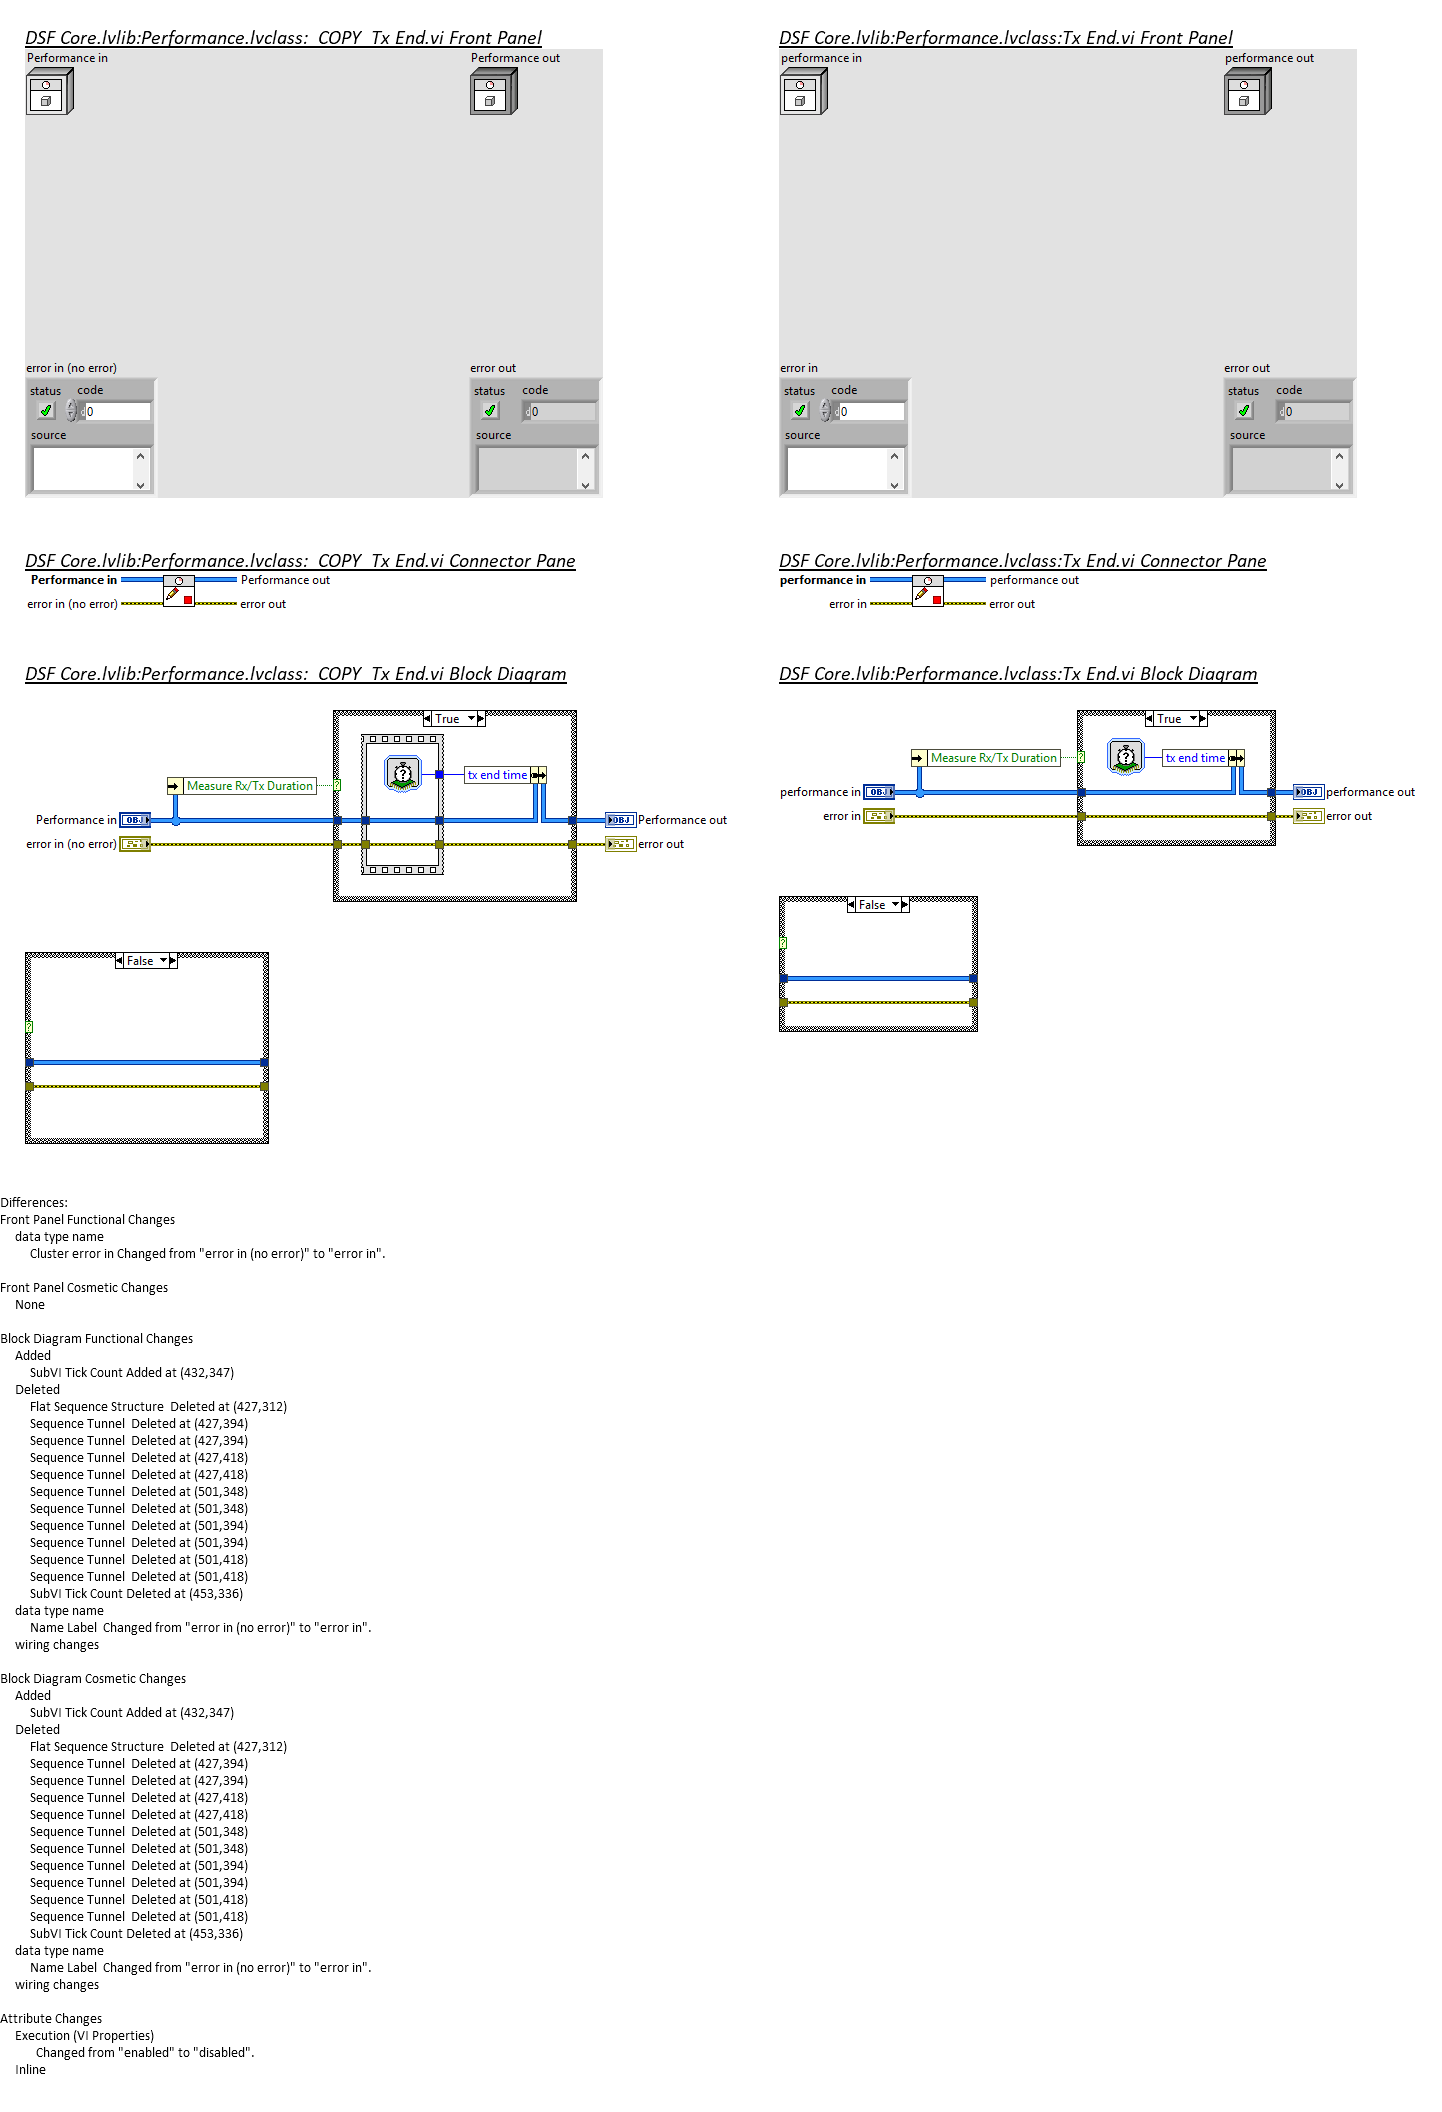 DSF Core.lvlib:Performance.lvclass:  COPY  Tx End.vi Front Panel
Performance in
Performance out
error in (no error)
status code
0
source
error out
status code
0
source
DSF Core.lvlib:Performance.lvclass:Tx End.vi Front Panel
performance in
performance out
error in
status code
0
source
error out
status code
0
source
DSF Core.lvlib:Performance.lvclass:  COPY  Tx End.vi Connector Pane
Performance in
Performance out
error in (no error)
error out
DSF Core.lvlib:Performance.lvclass:Tx End.vi Connector Pane
performance in
performance out
error in
error out
DSF Core.lvlib:Performance.lvclass:  COPY  Tx End.vi Block Diagram
True
?
tx end time
Measure Rx/Tx Duration
?
Performance in
OBJ
OBJ
Performance out
error in (no error)
error out
False
?
DSF Core.lvlib:Performance.lvclass:Tx End.vi Block Diagram
True
?
Measure Rx/Tx Duration
?
tx end time
performance in
OBJ
OBJ
performance out
error in
error out
False
?
Differences:
Front Panel Functional Changes
data type name
Cluster error in Changed from "error in (no error)" to "error in".
Front Panel Cosmetic Changes
None
Block Diagram Functional Changes
Added
SubVI Tick Count Added at (432,347)
Deleted
Flat Sequence Structure  Deleted at (427,312)
Sequence Tunnel  Deleted at (427,394)
Sequence Tunnel  Deleted at (427,394)
Sequence Tunnel  Deleted at (427,418)
Sequence Tunnel  Deleted at (427,418)
Sequence Tunnel  Deleted at (501,348)
Sequence Tunnel  Deleted at (501,348)
Sequence Tunnel  Deleted at (501,394)
Sequence Tunnel  Deleted at (501,394)
Sequence Tunnel  Deleted at (501,418)
Sequence Tunnel  Deleted at (501,418)
SubVI Tick Count Deleted at (453,336)
data type name
Name Label  Changed from "error in (no error)" to "error in".
wiring changes
Block Diagram Cosmetic Changes
Added
SubVI Tick Count Added at (432,347)
Deleted
Flat Sequence Structure  Deleted at (427,312)
Sequence Tunnel  Deleted at (427,394)
Sequence Tunnel  Deleted at (427,394)
Sequence Tunnel  Deleted at (427,418)
Sequence Tunnel  Deleted at (427,418)
Sequence Tunnel  Deleted at (501,348)
Sequence Tunnel  Deleted at (501,348)
Sequence Tunnel  Deleted at (501,394)
Sequence Tunnel  Deleted at (501,394)
Sequence Tunnel  Deleted at (501,418)
Sequence Tunnel  Deleted at (501,418)
SubVI Tick Count Deleted at (453,336)
data type name
Name Label  Changed from "error in (no error)" to "error in".
wiring changes
Attribute Changes
Execution (VI Properties)
Changed from "enabled" to "disabled".
Inline